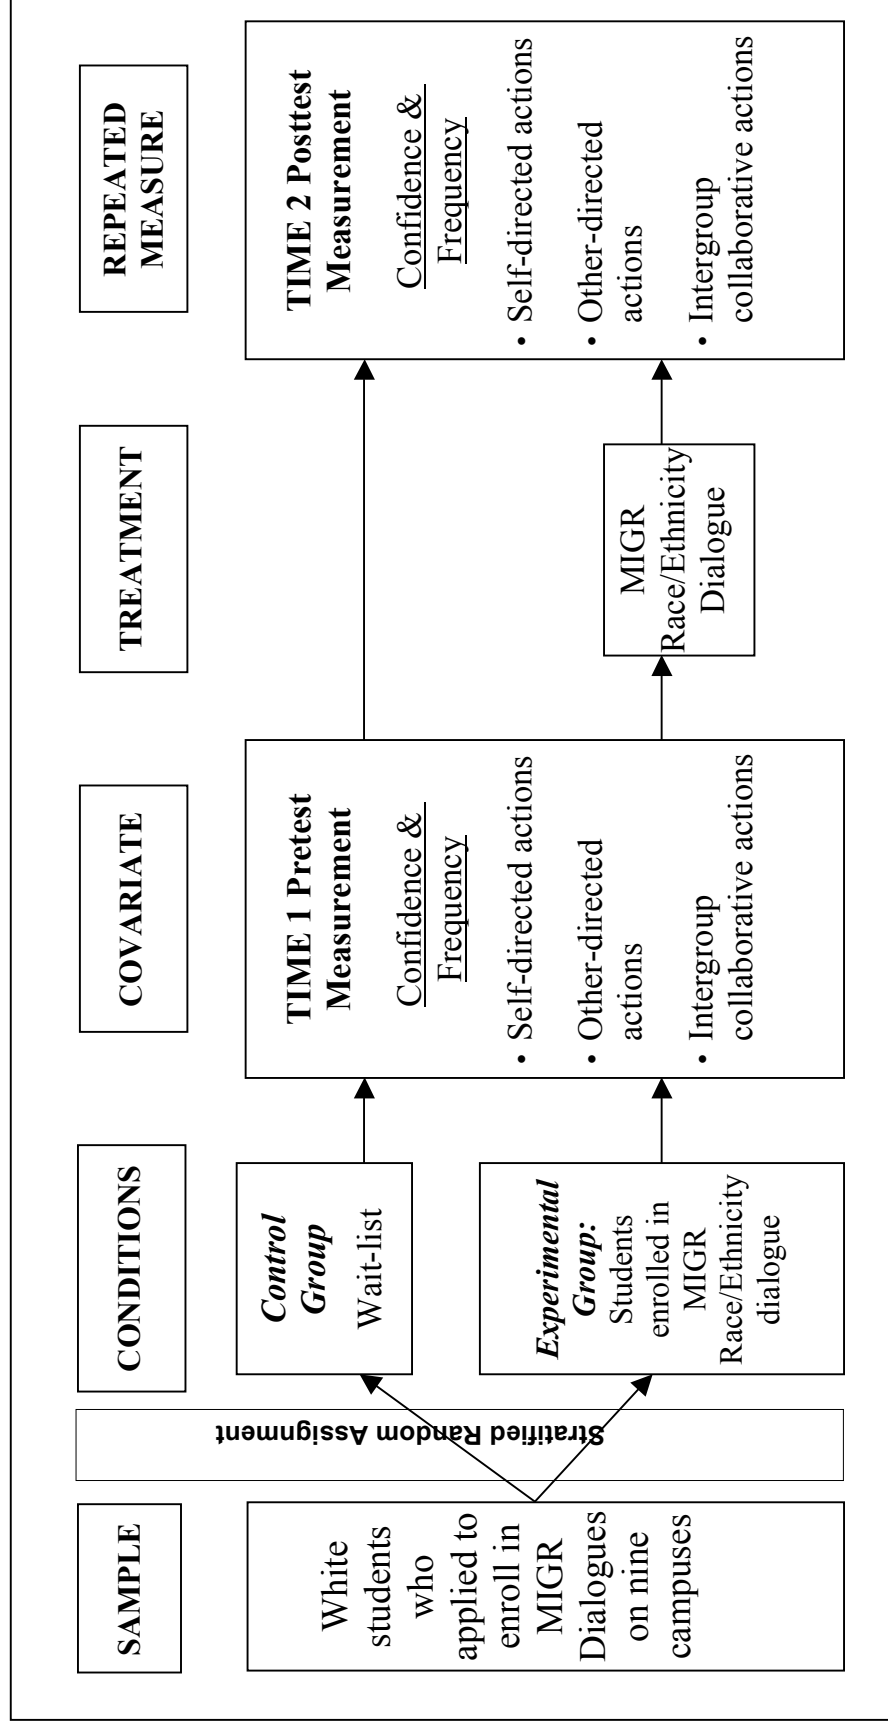 SAMPLE
White
students
who
applied to
enroll in
MIGR
Dialogues
on nine
campuses
Stratified Random Assignment
CONDITIONS
Control
Group
Wait-list
Experimental
Group:
Students
enrolled in
MIGR
Race/Ethnicity
dialogue
COVARIATE
TIME 1 Pretest
Measurement
Confidence &
Frequency
• Self-directed actions
• Other-directed
actions
• Intergroup
collaborative actions
TREATMENT
MIGR
Race/Ethnicity
Dialogue
REPEATED
MEASURE
TIME 2 Posttest
Measurement
Confidence &
Frequency
• Self-directed actions
• Other-directed
actions
• Intergroup
collaborative actions